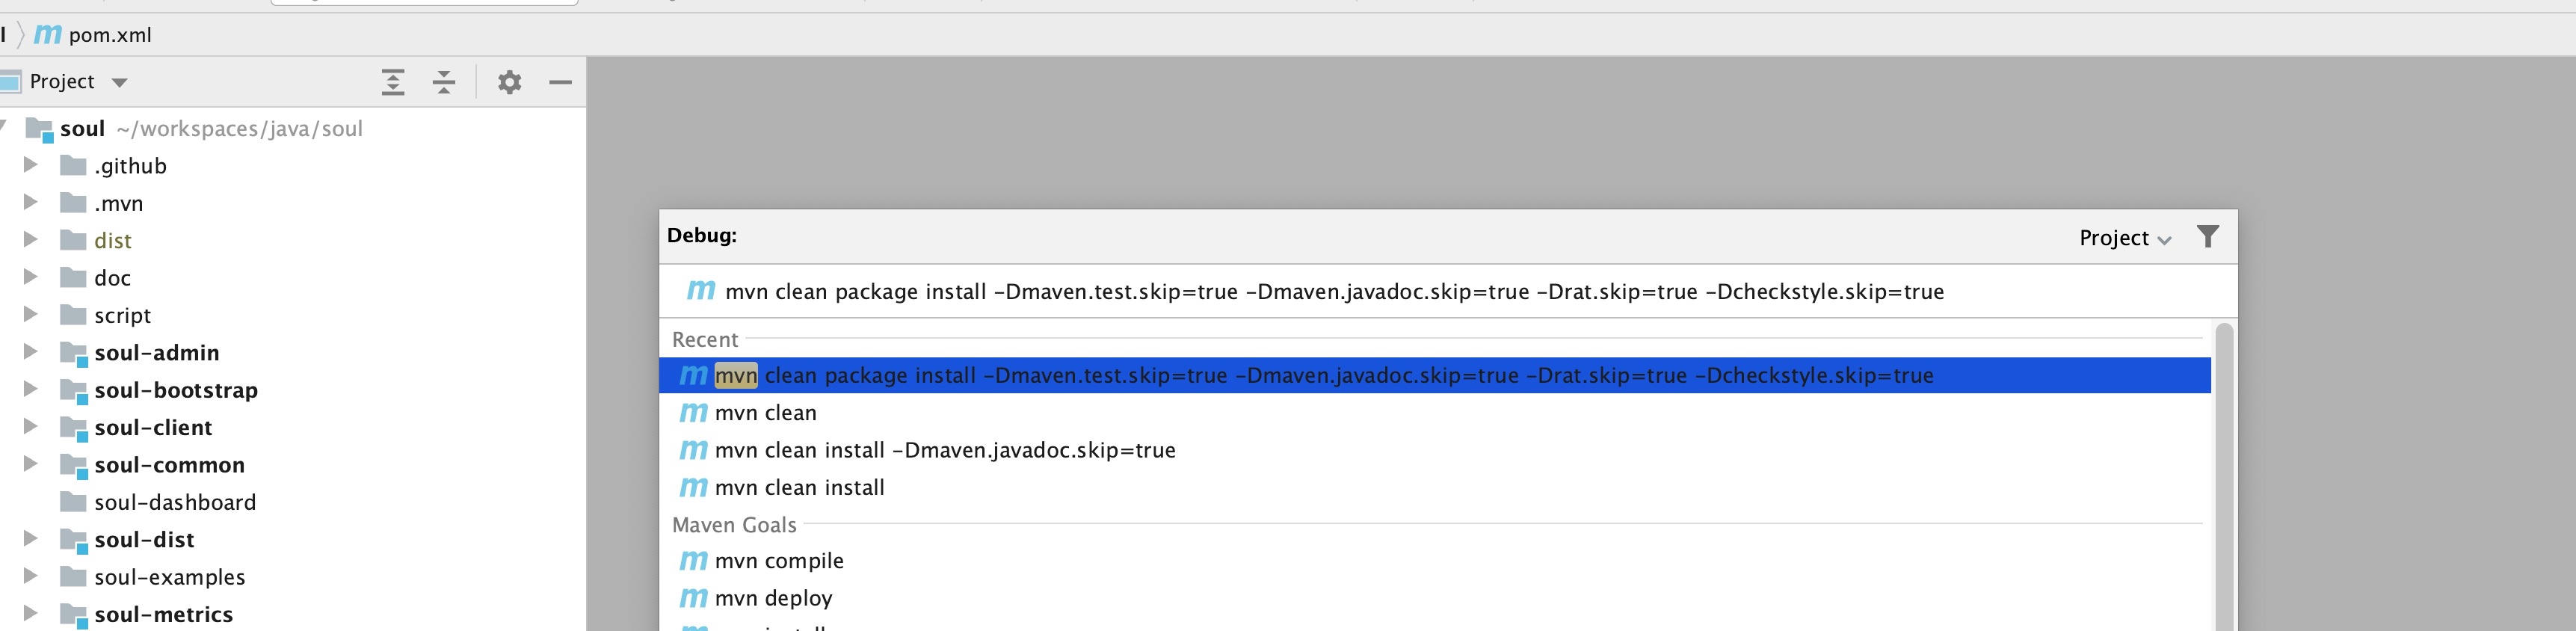 pom.xml
Project
soul ~/workspaces/java/soul
.github
.mvn
dist
doc
script
soul-admin
soul-bootstrap
soul-client
soul-common
soul-dashboard
soul-dist
soul-examples
soul-metrics
Debug:
Project
mvn clean package install -Dmaven.test.skip=true -Dmaven.javadoc.skip=true -Drat.skip=true -Dcheckstyle.skip=true
Recent
mvn clean package install -Dmaven.test.skip=true -Dmaven.javadoc.skip=true -Drat.skip=true -Dcheckstyle.skip=true
mvn clean
mvn clean install -Dmaven.javadoc.skip=true
mvn clean install
Maven Goals
mvn compile
mvn deploy